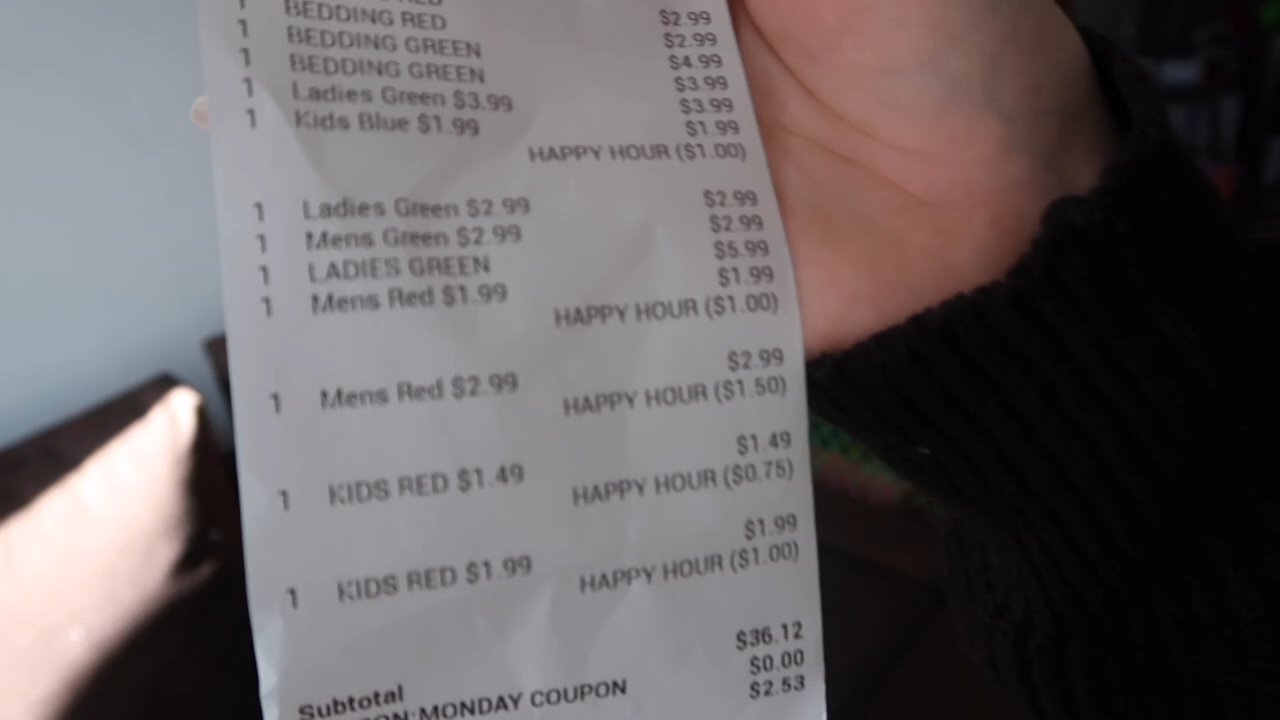 RED $2.99
1 BEDDING RED $2.99
1 BEDDING GREEN $4.99
1 BEDDING GREEN $3.99
1 Ladies Green $3.99 $3.99
1 Kids Blue $1.99 $1.99
HAPPY HOUR ($1.00)
1 Ladies Green $2.99 $2.99
1 Mens Green $2.99 $2.99
1 LADIES GREEN $5.99
1 Mens Red $1.99 $1.99
HAPPY HOUR ($1.00)
1 Mens Red $2.99 $2.99
HAPPY HOUR ($1.50)
1 KIDS RED $1.49 $1.49
HAPPY HOUR ($0.75)
1 KIDS RED $1.99 $1.99
HAPPY HOUR ($1.00)
Subtotal $36.12
:MONDAY COUPON $0.00
$2.53